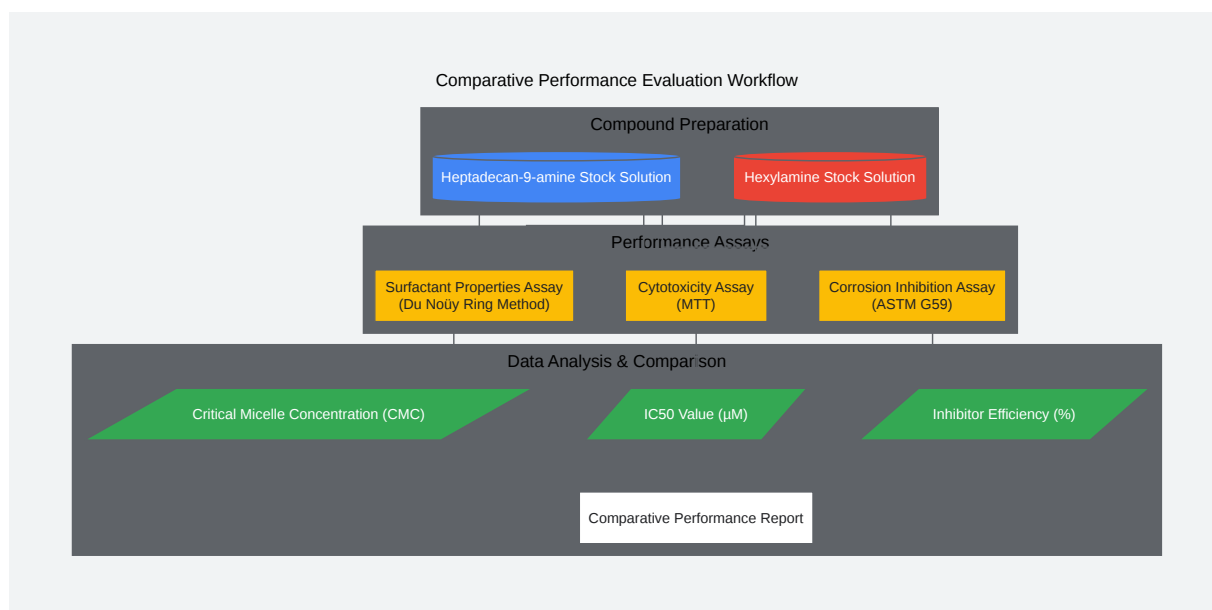 Comparative Performance Evaluation Workflow
Compound Preparation
Heptadecan-9-amine Stock Solution
Hexylamine Stock Solution
Performance Assays
Surfactant Properties Assay
(Du Noüy Ring Method)
Cytotoxicity Assay
(MTT)
Corrosion Inhibition Assay
(ASTM G59)
Data Analysis & Comparison
Critical Micelle Concentration (CMC)
IC50 Value (µM)
Inhibitor Efficiency (%)
Comparative Performance Report